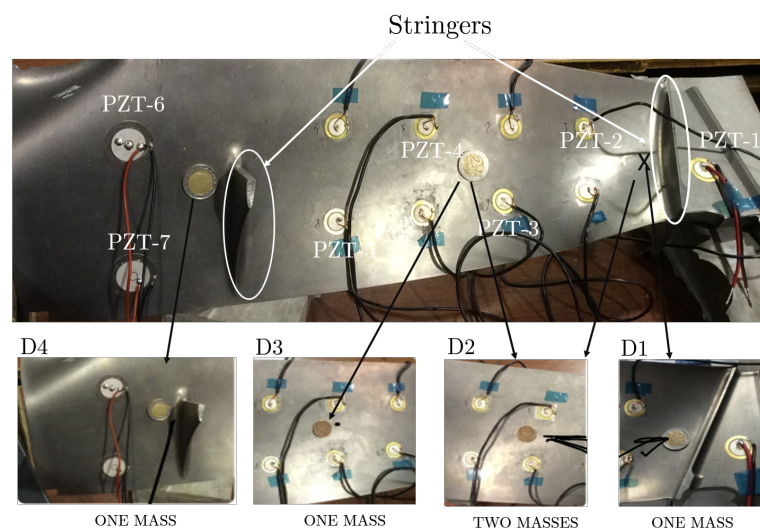 Stringers
PZT-6
PZT-4
PZT-2
PZT-1
PZT-7
PZT-3
D4
D3
D2
D1
ONE MASS
ONE MASS
TWO MASSES
ONE MASS